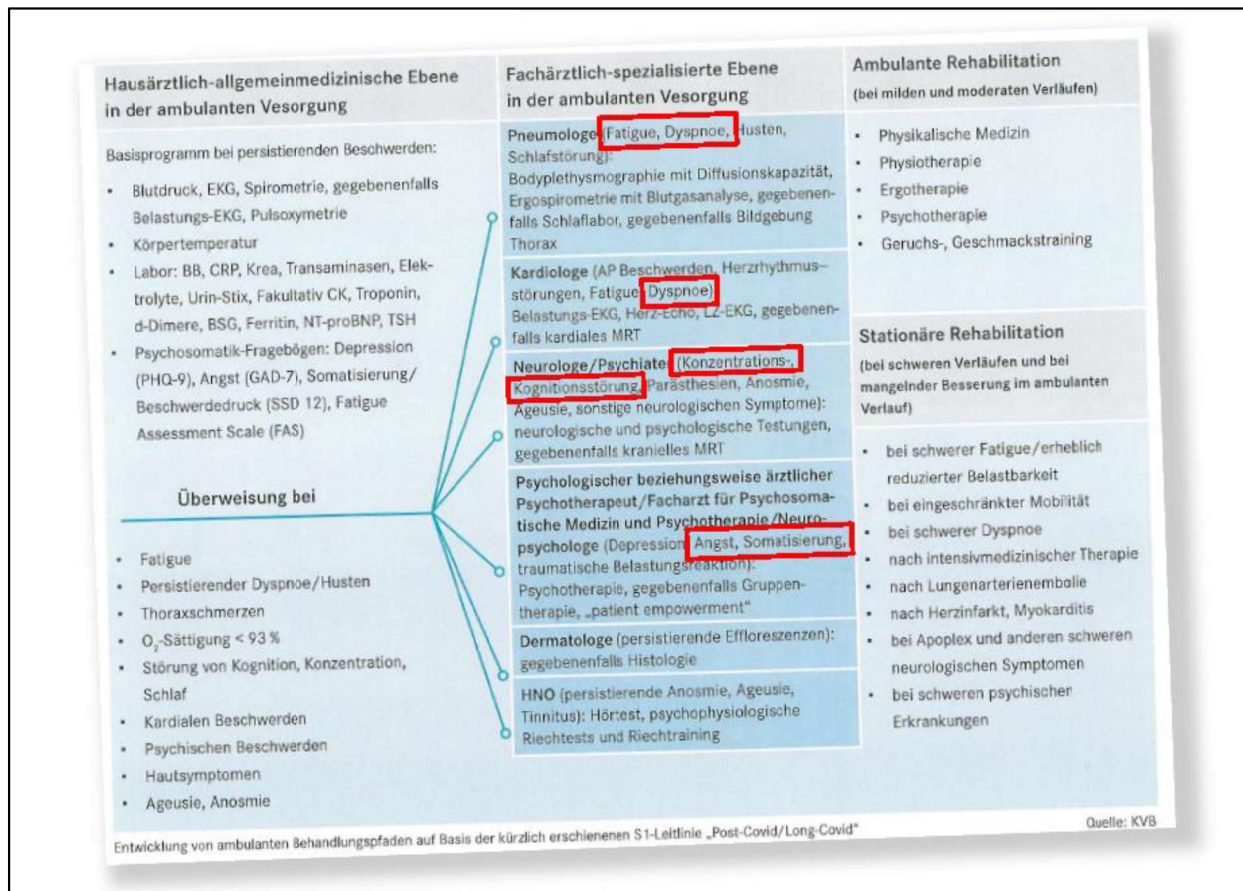 Hausärztlich-allgemeinmedizinische Ebene
in der ambulanten Vesorgung
Basisprogramm bei persistierenden Beschwerden:
• Blutdruck, EKG, Spirometrie, gegebenenfalls
Belastungs-EKG, Pulsoxymetrie
• Körpertemperatur
• Labor: BB, CRP, Krea, Transaminasen, Elek-
trolyte, Urin-Stix, Fakultativ CK, Troponin,
d-Dimere, BSG, Ferritin, NT-proBNP, TSH
• Psychosomatik-Fragebögen: Depression
(PHQ-9), Angst (GAD-7), Somatisierung/
Beschwerdedruck (SSD 12), Fatigue
Assessment Scale (FAS)
Überweisung bei
• Fatigue
• Persistierender Dyspnoe/Husten
• Thoraxschmerzen
• O₂-Sättigung < 93 %
• Störung von Kognition, Konzentration,
Schlaf
• Kardialen Beschwerden
• Psychischen Beschwerden
• Hautsymptomen
• Ageusie, Anosmie
Fachärztlich-spezialisierte Ebene
in der ambulanten Vesorgung
Pneumologe (Fatigue, Dyspnoe, Husten,
Schlafstörung):
Bodyplethysmographie mit Diffusionskapazität,
Ergospirometrie mit Blutgasanalyse, gegebenen-
falls Schlaflabor, gegebenenfalls Bildgebung
Thorax
Kardiologe (AP Beschwerden, Herzrhythmus–
störungen, Fatigue, Dyspnoe)
Belastungs-EKG, Herz-Echo, LZ-EKG, gegebenen-
falls kardiales MRT
Neurologe/Psychiater (Konzentrations-,
Kognitionsstörung, Parästhesien, Anosmie,
Ageusie, sonstige neurologischen Symptome):
neurologische und psychologische Testungen,
gegebenenfalls kranielles MRT
Psychologischer beziehungsweise ärztlicher
Psychotherapeut/Facharzt für Psychosoma-
tische Medizin und Psychotherapie/Neuro-
psychologe (Depression, Angst, Somatisierung,
traumatische Belastungsreaktion):
Psychotherapie, gegebenenfalls Gruppen-
therapie, „patient empowerment“
Dermatologe (persistierende Effloreszenzen):
gegebenenfalls Histologie
HNO (persistierende Anosmie, Ageusie,
Tinnitus): Hörtest, psychophysiologische
Riechtests und Riechtraining
Ambulante Rehabilitation
(bei milden und moderaten Verläufen)
• Physikalische Medizin
• Physiotherapie
• Ergotherapie
• Psychotherapie
• Geruchs-, Geschmackstraining
Stationäre Rehabilitation
(bei schweren Verläufen und bei
mangelnder Besserung im ambulanten
Verlauf)
• bei schwerer Fatigue/erheblich
reduzierter Belastbarkeit
• bei eingeschränkter Mobilität
• bei schwerer Dyspnoe
• nach intensivmedizinischer Therapie
• nach Lungenarterienembolie
• nach Herzinfarkt, Myokarditis
• bei Apoplex und anderen schweren
neurologischen Symptomen
• bei schweren psychischer
Erkrankungen
Entwicklung von ambulanten Behandlungspfaden auf Basis der kürzlich erschienenen S1-Leitlinie „Post-Covid/Long-Covid“
Quelle: KVB